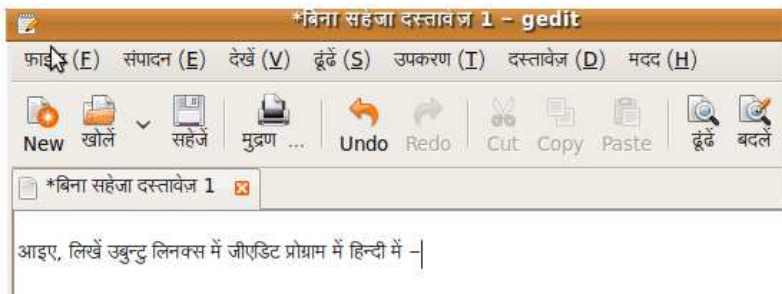 *बिना सहेजा दस्तावेज़ 1 – gedit
फ़ाइल (F) संपादन (E) देखें (V) ढूंढें (S) उपकरण (T) दस्तावेज़ (D) मदद (H)
New खोलें सहेजें मुद्रण ... Undo Redo Cut Copy Paste ढूंढें बदलें
*बिना सहेजा दस्तावेज़ 1
आइए, लिखें उबुन्टु लिनक्स में जीएडिट प्रोग्राम में हिन्दी में –